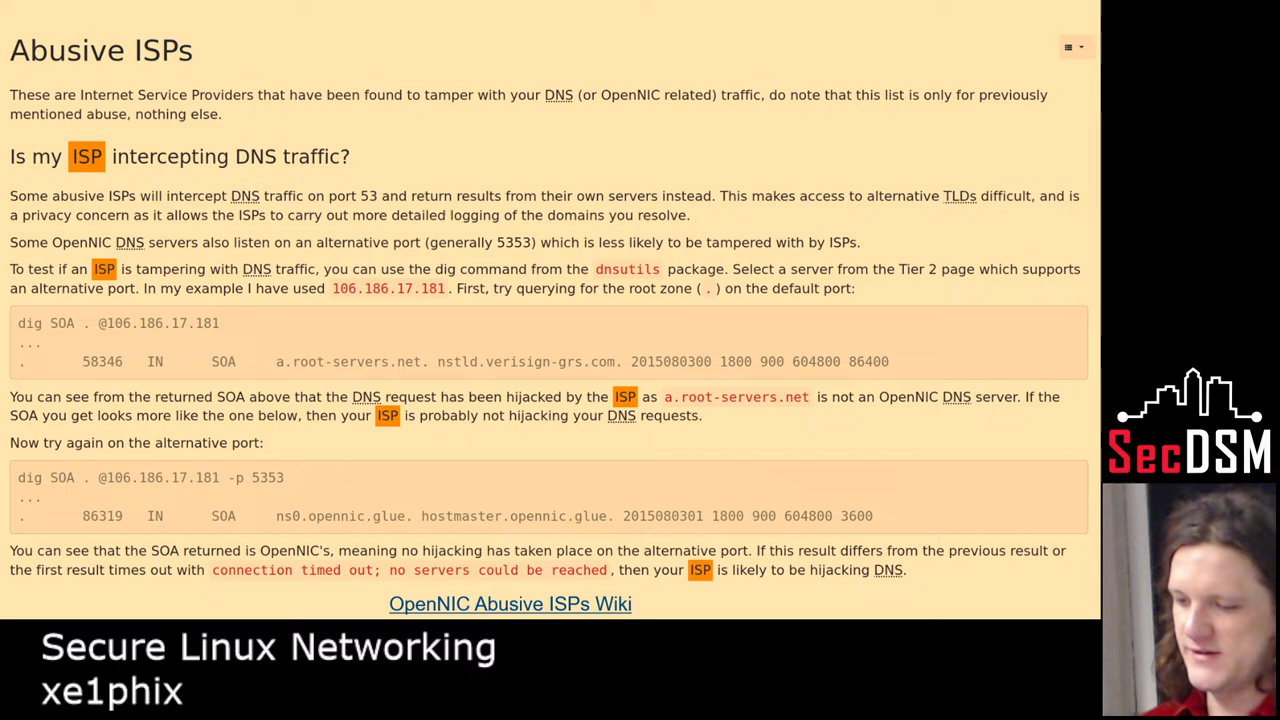 Abusive ISPs
These are Internet Service Providers that have been found to tamper with your DNS (or OpenNIC related) traffic, do note that this list is only for previously
mentioned abuse, nothing else.
Is my ISP intercepting DNS traffic?
Some abusive ISPs will intercept DNS traffic on port 53 and return results from their own servers instead. This makes access to alternative TLDs difficult, and is
a privacy concern as it allows the ISPs to carry out more detailed logging of the domains you resolve.
Some OpenNIC DNS servers also listen on an alternative port (generally 5353) which is less likely to be tampered with by ISPs.
To test if an ISP is tampering with DNS traffic, you can use the dig command from the dnsutils package. Select a server from the Tier 2 page which supports
an alternative port. In my example I have used 106.186.17.181. First, try querying for the root zone (.) on the default port:
dig SOA . @106.186.17.181
...
. 58346 IN SOA a.root-servers.net. nstld.verisign-grs.com. 2015080300 1800 900 604800 86400
You can see from the returned SOA above that the DNS request has been hijacked by the ISP as a.root-servers.net is not an OpenNIC DNS server. If the
SOA you get looks more like the one below, then your ISP is probably not hijacking your DNS requests.
Now try again on the alternative port:
dig SOA . @106.186.17.181 -p 5353
...
. 86319 IN SOA ns0.opennic.glue. hostmaster.opennic.glue. 2015080301 1800 900 604800 3600
You can see that the SOA returned is OpenNIC's, meaning no hijacking has taken place on the alternative port. If this result differs from the previous result or
the first result times out with connection timed out; no servers could be reached, then your ISP is likely to be hijacking DNS.
OpenNIC Abusive ISPs Wiki
SecDSM
Secure Linux Networking
xe1phix